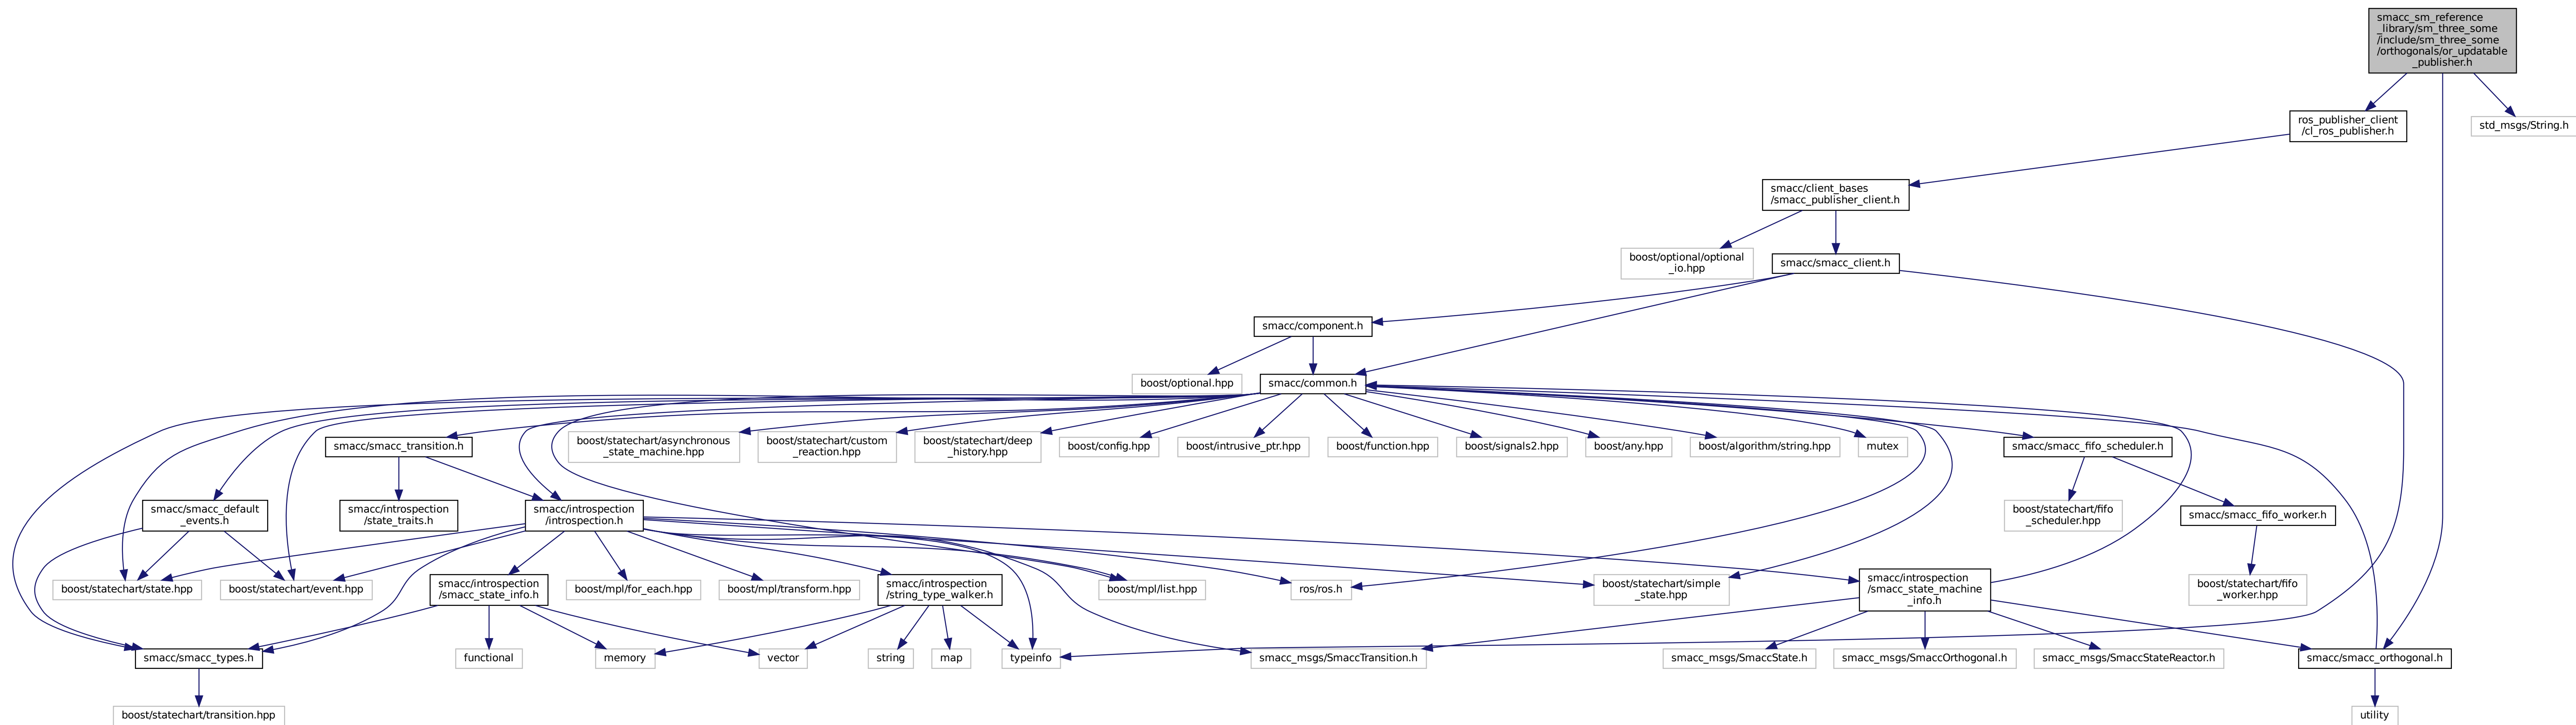 smacc_sm_reference
_library/sm_three_some
/include/sm_three_some
/orthogonals/or_updatable
_publisher.h
ros_publisher_client
/cl_ros_publisher.h
std_msgs/String.h
smacc/client_bases
/smacc_publisher_client.h
boost/optional/optional
_io.hpp
smacc/smacc_client.h
smacc/component.h
boost/optional.hpp
smacc/common.h
smacc/smacc_transition.h
boost/statechart/asynchronous
_state_machine.hpp
boost/statechart/custom
_reaction.hpp
boost/statechart/deep
_history.hpp
boost/config.hpp
boost/intrusive_ptr.hpp
boost/function.hpp
boost/signals2.hpp
boost/any.hpp
boost/algorithm/string.hpp
mutex
smacc/smacc_fifo_scheduler.h
smacc/smacc_default
_events.h
smacc/introspection
/state_traits.h
smacc/introspection
/introspection.h
boost/statechart/fifo
_scheduler.hpp
smacc/smacc_fifo_worker.h
boost/statechart/state.hpp
boost/statechart/event.hpp
smacc/introspection
/smacc_state_info.h
boost/mpl/for_each.hpp
boost/mpl/transform.hpp
smacc/introspection
/string_type_walker.h
boost/mpl/list.hpp
ros/ros.h
boost/statechart/simple
_state.hpp
smacc/introspection
/smacc_state_machine
_info.h
boost/statechart/fifo
_worker.hpp
smacc/smacc_types.h
functional
memory
vector
string
map
typeinfo
smacc_msgs/SmaccTransition.h
smacc_msgs/SmaccState.h
smacc_msgs/SmaccOrthogonal.h
smacc_msgs/SmaccStateReactor.h
smacc/smacc_orthogonal.h
boost/statechart/transition.hpp
utility